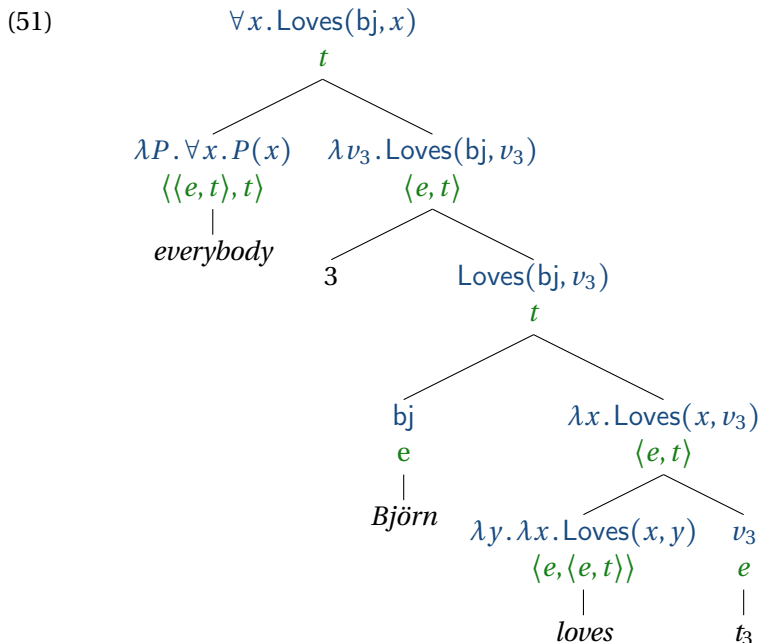 (51)
∀x.Loves(bj, x)
t
λP.∀x.P(x) λv₃.Loves(bj, v₃)
⟨⟨e, t⟩, t⟩ ⟨e, t⟩
everybody 3 Loves(bj, v₃)
t
bj λx.Loves(x, v₃)
e ⟨e, t⟩
Björn λy.λx.Loves(x, y) v₃
⟨e, ⟨e, t⟩⟩ e
loves t₃